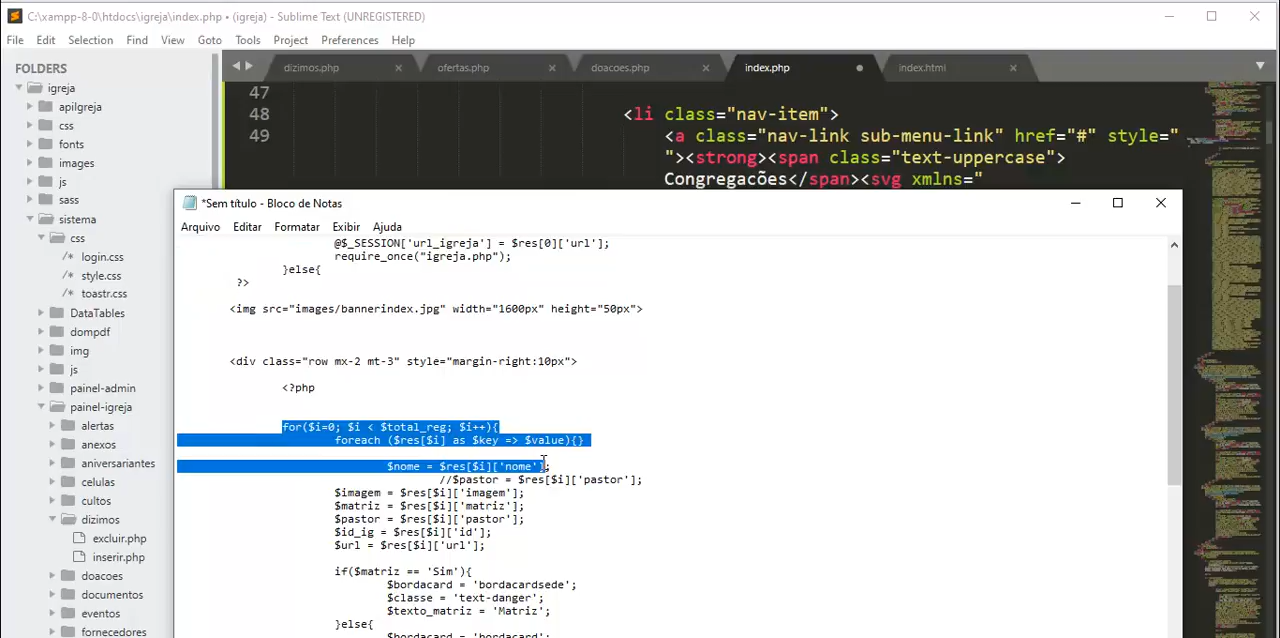 C:\xampp-8-0\htdocs\igreja\index.php • (igreja) - Sublime Text (UNREGISTERED)
File Edit Selection Find View Goto Tools Project Preferences Help
FOLDERS
igreja
apiIgreja
css
fonts
images
js
sass
sistema
css
login.css
style.css
toastr.css
DataTables
dompdf
img
js
painel-admin
painel-igreja
alertas
anexos
aniversariantes
celulas
cultos
dizimos
excluir.php
inserir.php
doacoes
documentos
eventos
fornecedores
dizimos.php
ofertas.php
doacoes.php
index.php
index.html
47
48 <li class="nav-item">
49 <a class="nav-link sub-menu-link" href="#" style="
"><strong><span class="text-uppercase">
Congregacões</span><svg xmlns="
*Sem título - Bloco de Notas
Arquivo Editar Formatar Exibir Ajuda
@$_SESSION['url_igreja'] = $res[0]['url'];
require_once("igreja.php");
}else{
?>
<img src="images/bannerindex.jpg" width="1600px" height="50px">
<div class="row mx-2 mt-3" style="margin-right:10px">
<?php
for($i=0; $i < $total_reg; $i++){
foreach ($res[$i] as $key => $value){}
$nome = $res[$i]['nome'];
//$pastor = $res[$i]['pastor'];
$imagem = $res[$i]['imagem'];
$matriz = $res[$i]['matriz'];
$pastor = $res[$i]['pastor'];
$id_ig = $res[$i]['id'];
$url = $res[$i]['url'];
if($matriz == 'Sim'){
$bordacard = 'bordacardsede';
$classe = 'text-danger';
$texto_matriz = 'Matriz';
}else{
$bordacard = 'bordacard';